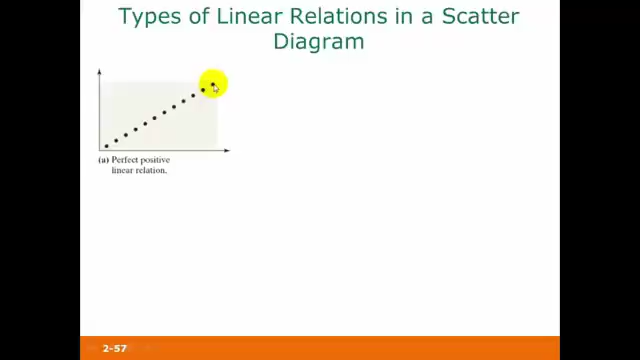 Types of Linear Relations in a Scatter
Diagram
(a) Perfect positive
linear relation.
2-57